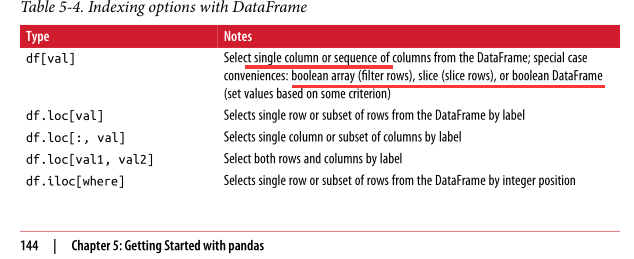 Table 5-4. Indexing options with DataFrame
Type Notes
df[val] Select single column or sequence of columns from the DataFrame; special case
conveniences: boolean array (filter rows), slice (slice rows), or boolean DataFrame
(set values based on some criterion)
df.loc[val] Selects single row or subset of rows from the DataFrame by label
df.loc[:, val] Selects single column or subset of columns by label
df.loc[val1, val2] Select both rows and columns by label
df.iloc[where] Selects single row or subset of rows from the DataFrame by integer position
144 | Chapter 5: Getting Started with pandas